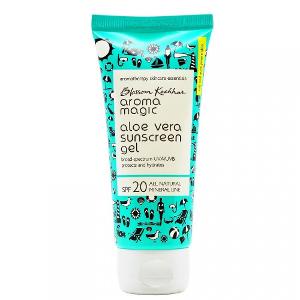 aromatherapy skincare essentials
Blossom Kochhar
aroma
magic
aloe vera
sunscreen
gel
broad-spectrum UVA/UVB
protects and hydrates
SPF 20 ALL NATURAL
MINERAL LINE